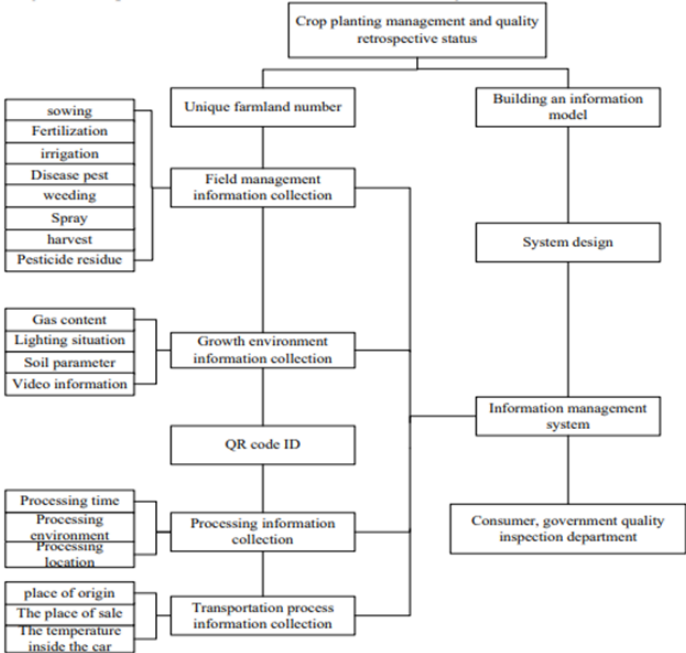 Crop planting management and quality
retrospective status
Unique farmland number
Building an information
model
sowing
Fertilization
irrigation
Disease pest
weeding
Spray
harvest
Pesticide residue
Field management
information collection
System design
Gas content
Lighting situation
Soil parameter
Video information
Growth environment
information collection
Information management
system
QR code ID
Processing time
Processing
environment
Processing
location
Processing information
collection
Consumer, government quality
inspection department
place of origin
The place of sale
The temperature
inside the car
Transportation process
information collection